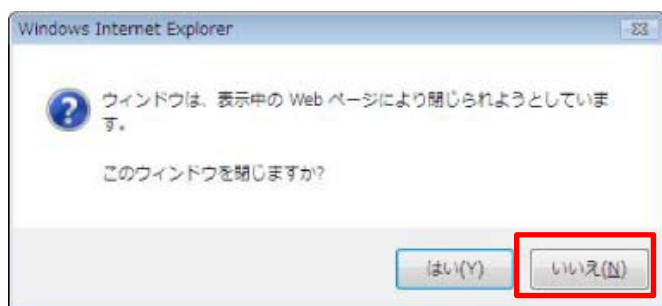 Windows Internet Explorer
ウィンドウは、表示中の Web ページにより閉じられようとしていま
す。
このウィンドウを閉じますか?
はい(Y)
いいえ(N)